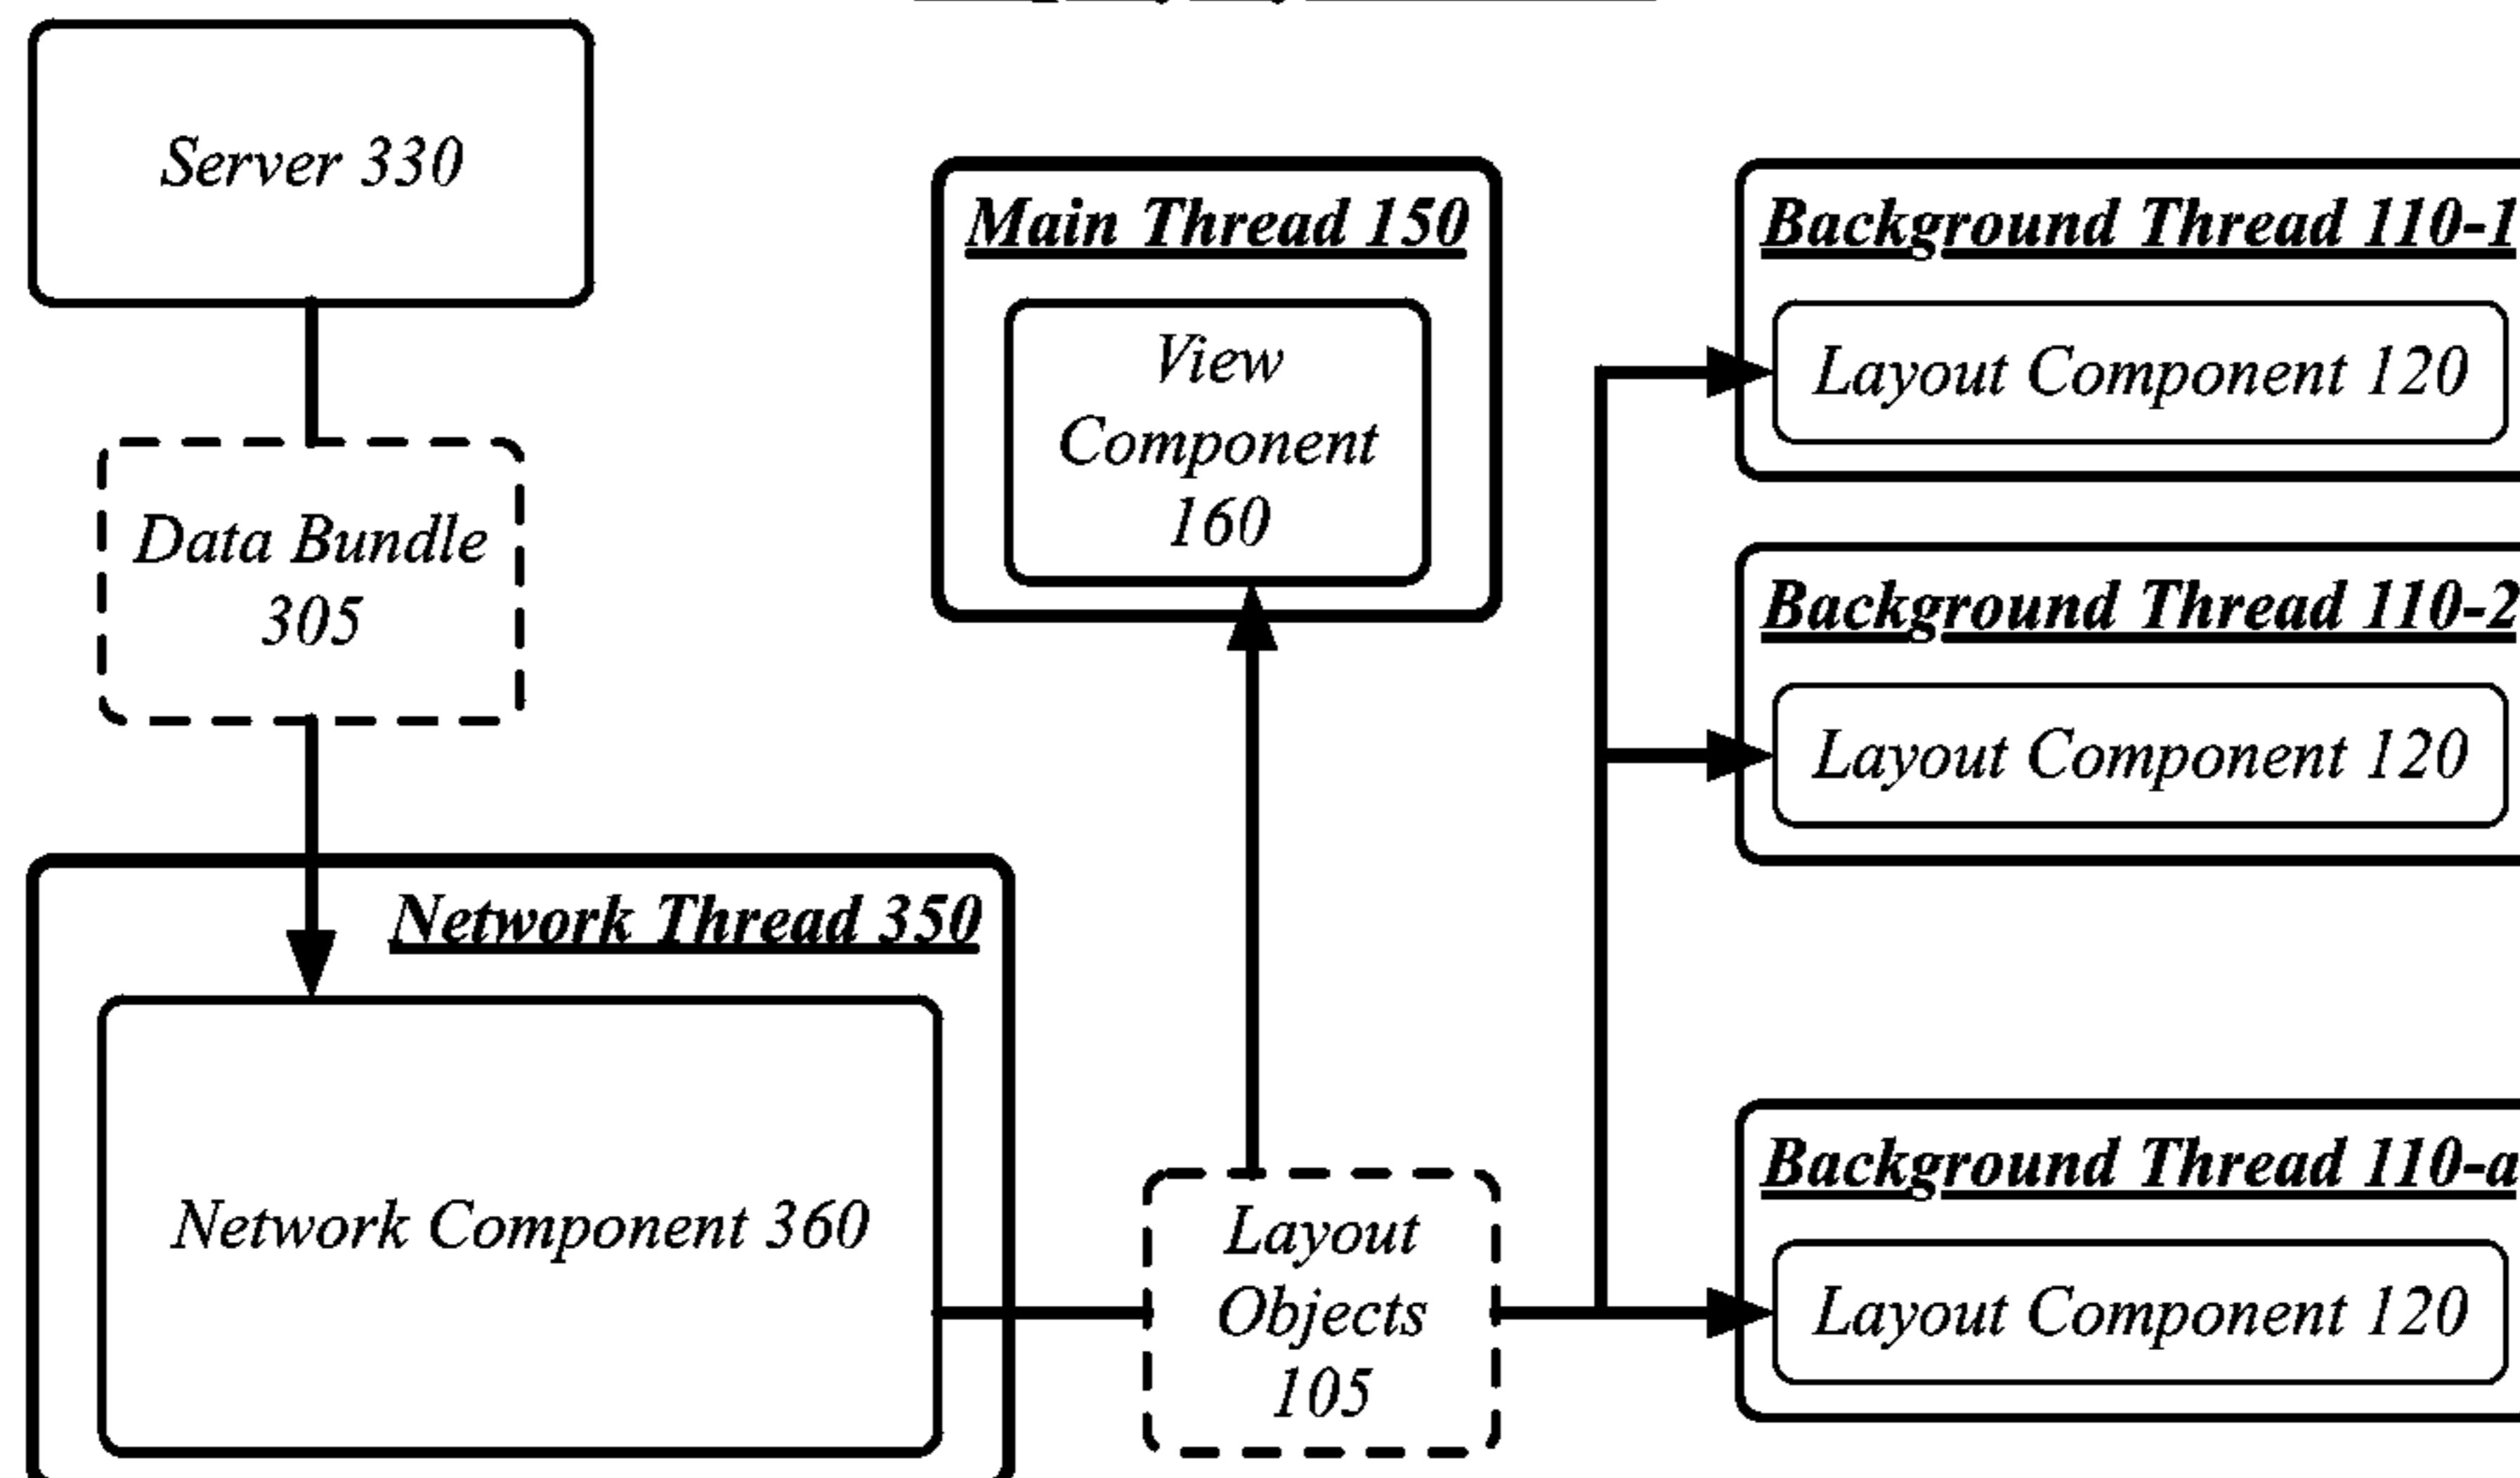 Server 330
Data Bundle
305
Network Thread 350
Network Component 360
Main Thread 150
View
Component
160
Layout
Objects
105
Background Thread 110-1
Layout Component 120
Background Thread 110-2
Layout Component 120
Background Thread 110-a
Layout Component 120